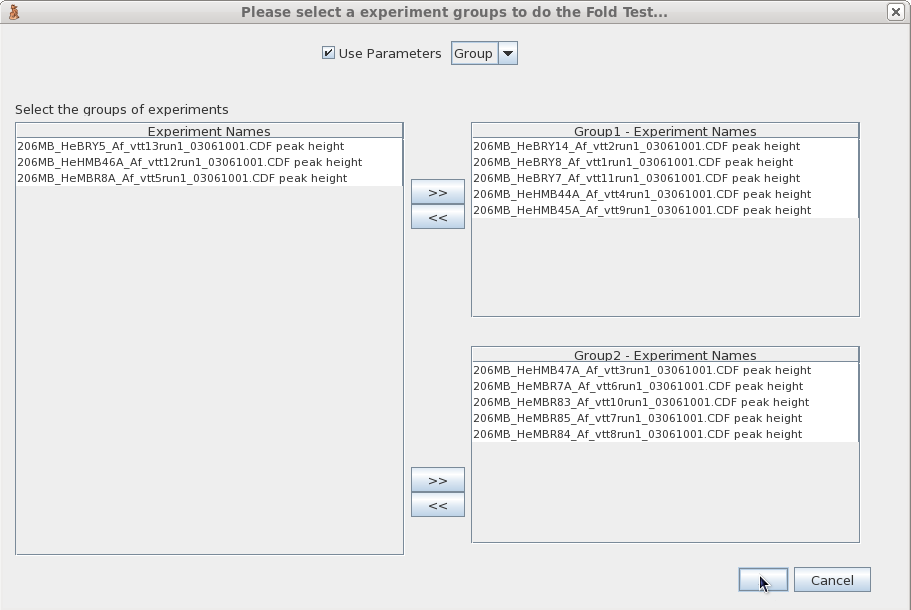 Please select a experiment groups to do the Fold Test...
Use Parameters Group
Select the groups of experiments
Experiment Names
206MB_HeBRY5_Af_vtt13run1_03061001.CDF peak height
206MB_HeHMB46A_Af_vtt12run1_03061001.CDF peak height
206MB_HeMBR8A_Af_vtt5run1_03061001.CDF peak height
>>
<<
Group1 - Experiment Names
206MB_HeBRY14_Af_vtt2run1_03061001.CDF peak height
206MB_HeBRY8_Af_vtt1run1_03061001.CDF peak height
206MB_HeBRY7_Af_vtt11run1_03061001.CDF peak height
206MB_HeHMB44A_Af_vtt4run1_03061001.CDF peak height
206MB_HeHMB45A_Af_vtt9run1_03061001.CDF peak height
Group2 - Experiment Names
206MB_HeHMB47A_Af_vtt3run1_03061001.CDF peak height
206MB_HeMBR7A_Af_vtt6run1_03061001.CDF peak height
206MB_HeMBR83_Af_vtt10run1_03061001.CDF peak height
206MB_HeMBR85_Af_vtt7run1_03061001.CDF peak height
206MB_HeMBR84_Af_vtt8run1_03061001.CDF peak height
>>
<<
Cancel